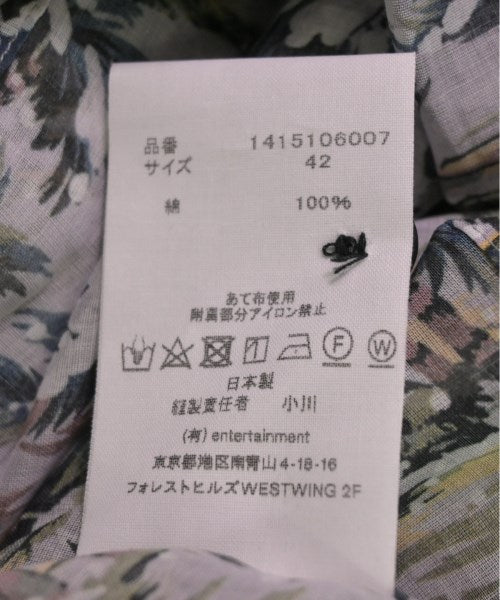 品番 1415106007
サイズ 42
綿 100%
あて布使用
附属部分アイロン禁止
F W
日本製
縫製責任者 小川
(有) entertainment
東京都地区南青山4-18-16
フォレストヒルズWESTWING 2F